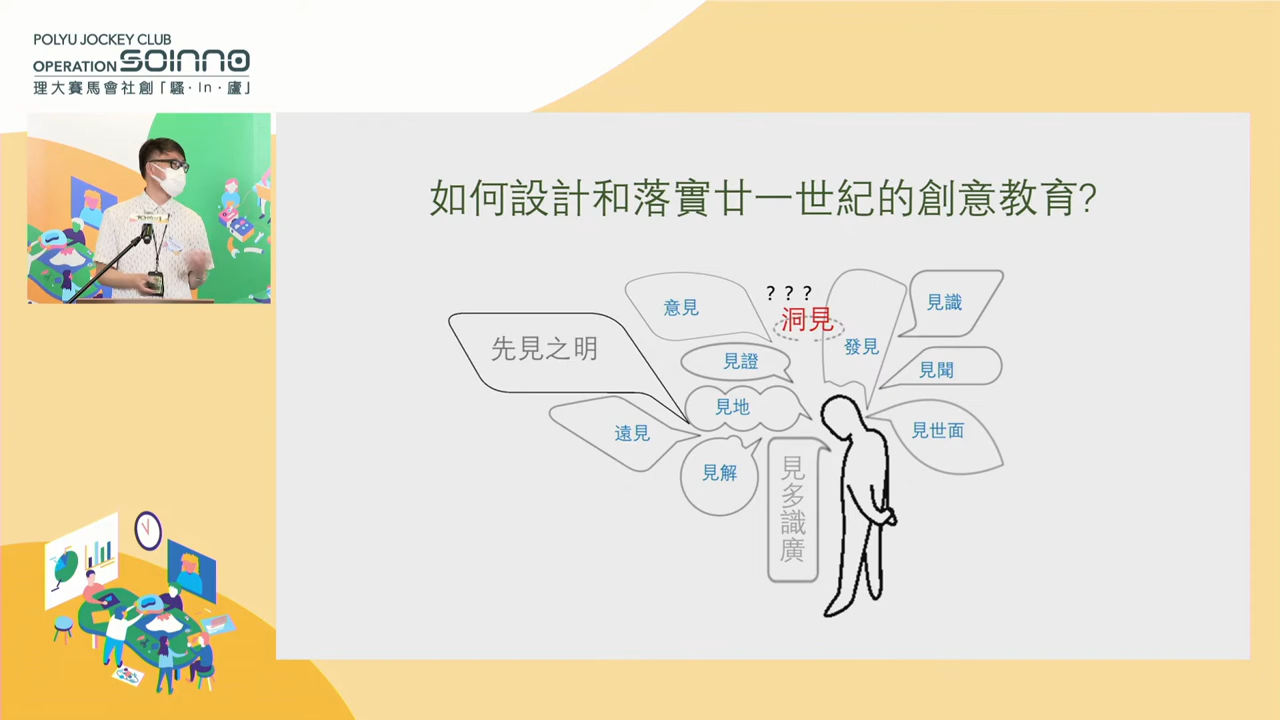 POLYU JOCKEY CLUB
OPERATION SOINNO
理大賽馬會社創「騷·In·廬」
如何設計和落實廿一世紀的創意教育?
意見
? ? ?
洞見
見識
先見之明
見證
發見
見聞
見地
遠見
見世面
見解
見多識廣